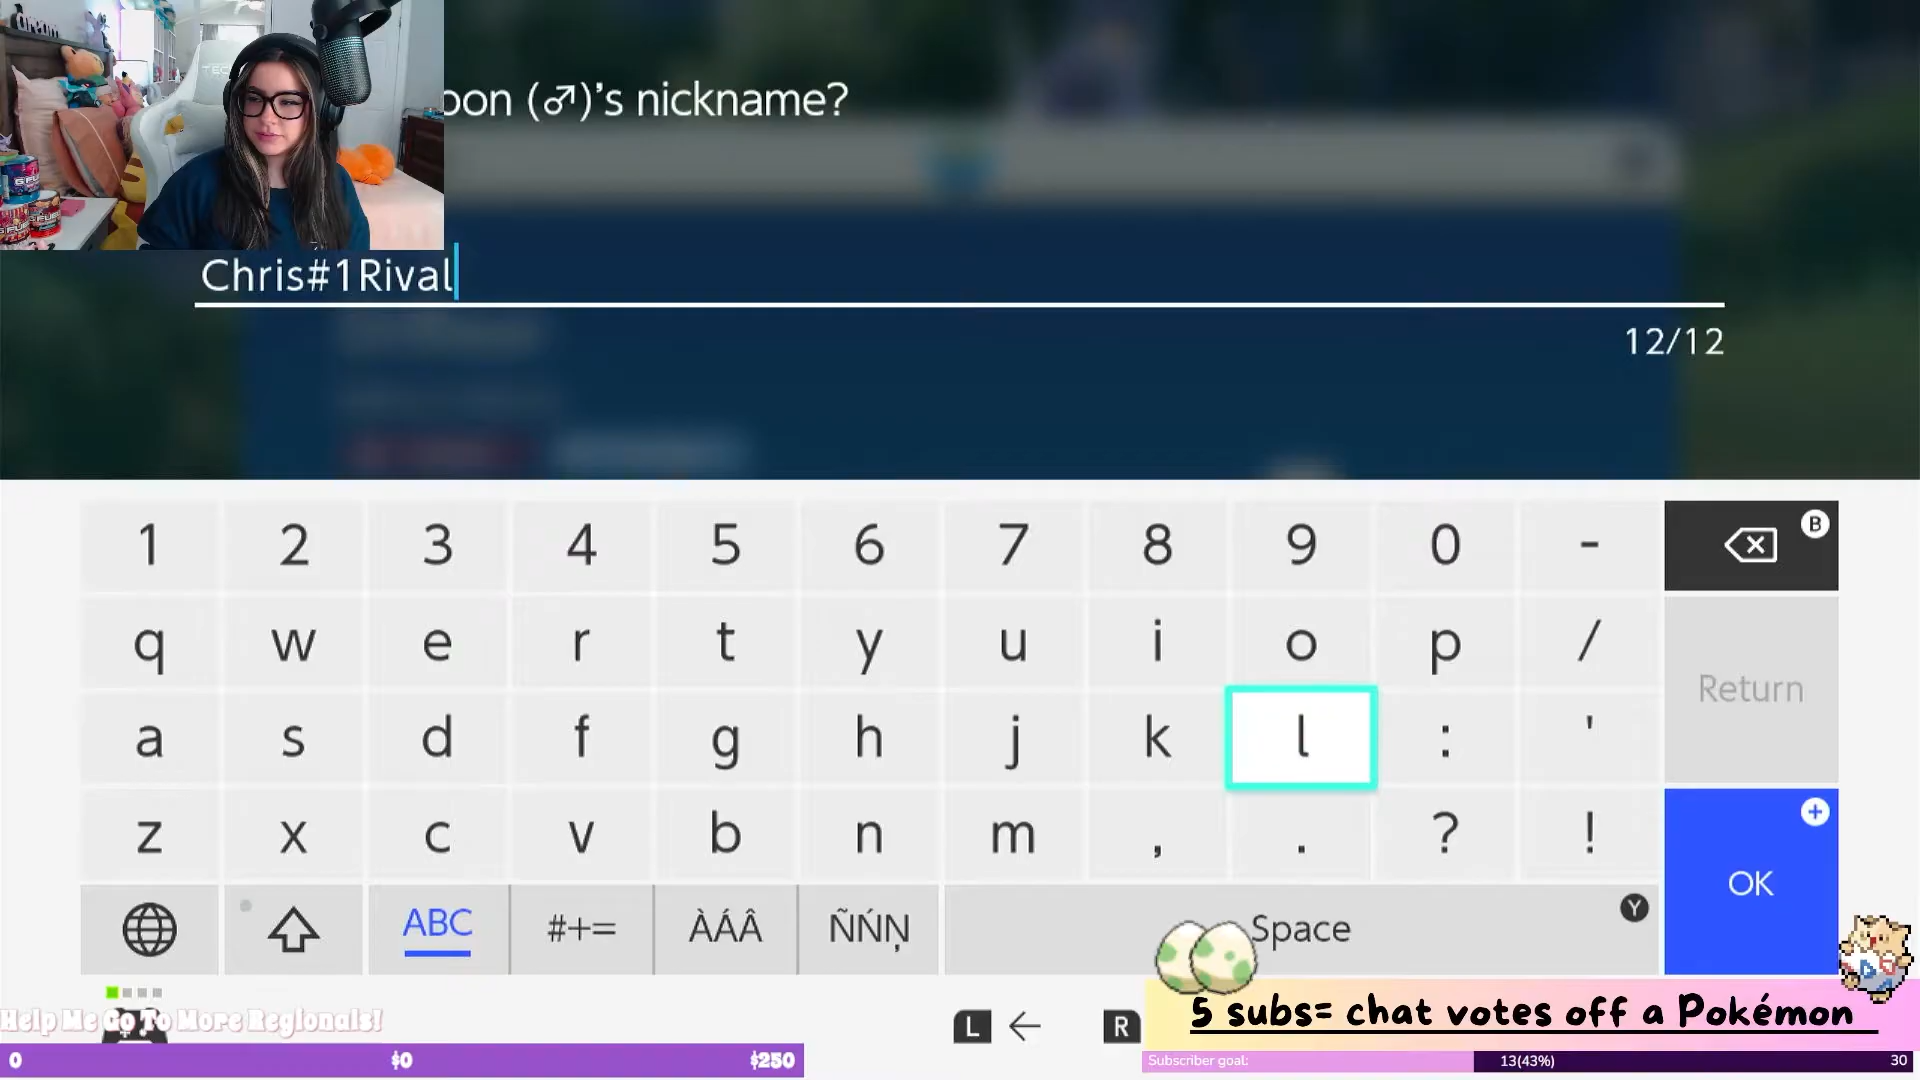 oon (♂)'s nickname?
Chris#1Rival
12/12
1 2 3 4 5 6 7 8 9 0 - B
q w e r t y u i o p /
Return
a s d f g h j k l : '
z x c v b n m , . ? !
+
OK
ABC #+= ÀÁÂ ÑŃŅ Space Y
L ← R
Help Me Go To More Regionals!
0 $0 $250
5 subs= chat votes off a Pokémon
Subscriber goal: 13(43%) 30